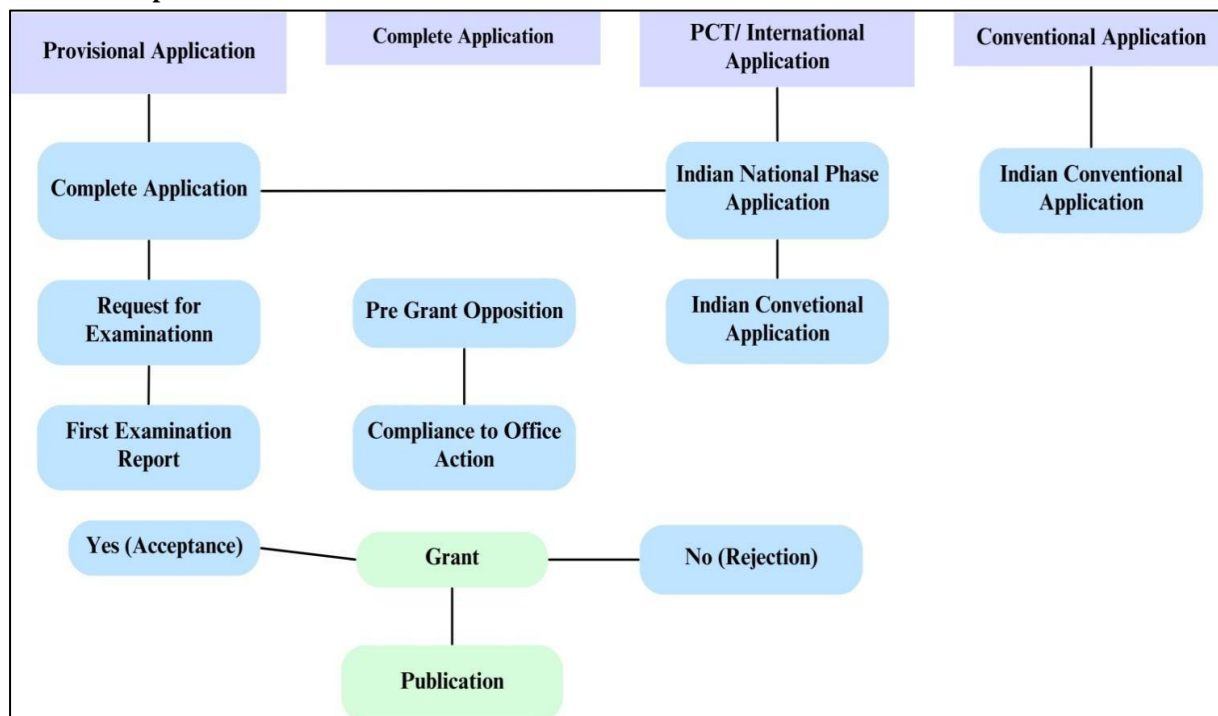 Provisional Application
Complete Application
PCT/ International
Application
Conventional Application
Complete Application
Indian National Phase
Application
Indian Conventional
Application
Request for
Examinationn
Pre Grant Opposition
Indian Convetional
Application
First Examination
Report
Compliance to Office
Action
Yes (Acceptance)
Grant
No (Rejection)
Publication